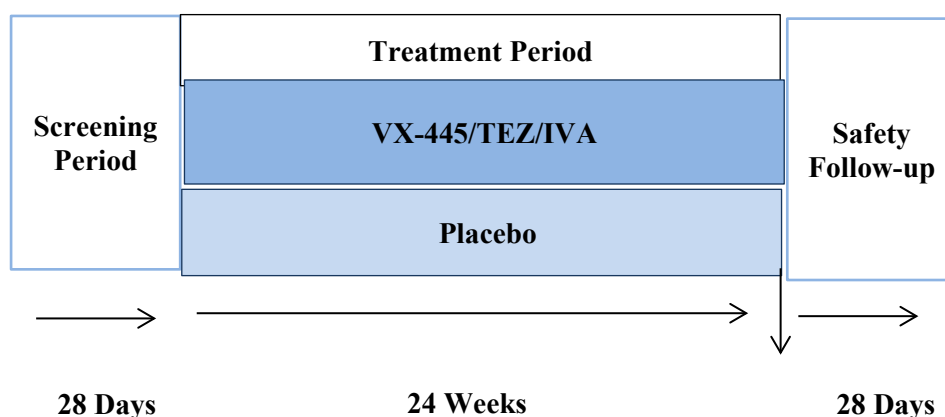 Treatment Period
Screening
Period
VX-445/TEZ/IVA
Placebo
Safety
Follow-up
28 Days
24 Weeks
28 Days